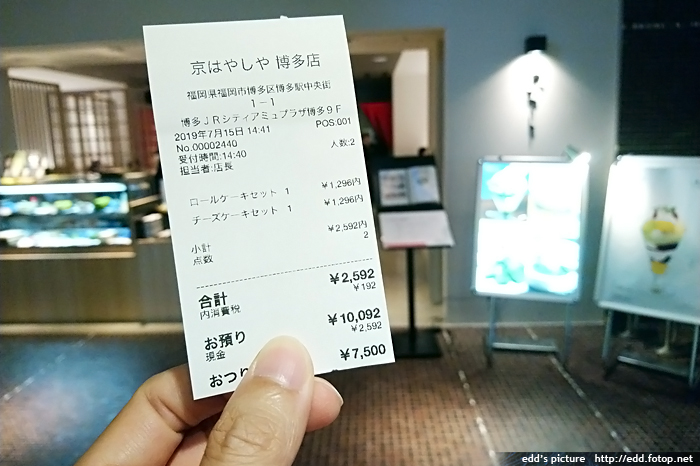 京はやしや 博多店
福岡県福岡市博多区博多駅中央街
1-1
博多JRシティアミュプラザ博多9F
2019年7月15日 14:41 POS:001
No.00002440 人数:2
受付時間:14:40
担当者:店長
ロールケーキセット 1 ¥1,296内
チーズケーキセット 1 ¥1,296内
小計 ¥2,592内
点数 2
合計 ¥2,592
内消費税 ¥192
お預り ¥10,092
現金 ¥2,592
おつり ¥7,500
edd's picture http://edd.fotop.net